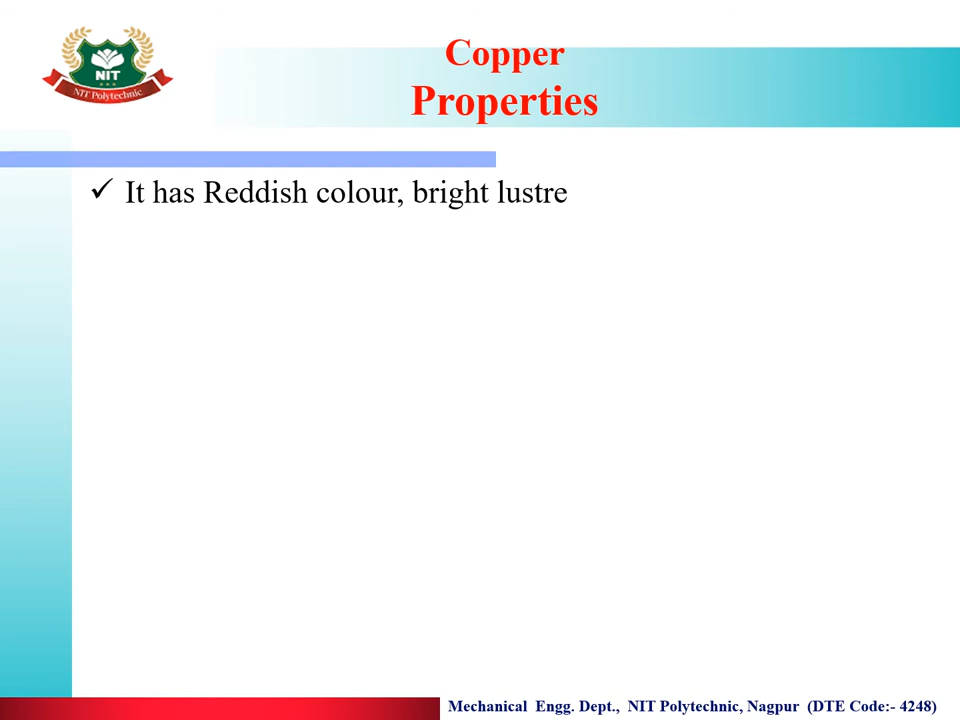 NIT
NIT Polytechnic
Copper
Properties
✓ It has Reddish colour, bright lustre
Mechanical Engg. Dept., NIT Polytechnic, Nagpur (DTE Code:- 4248)